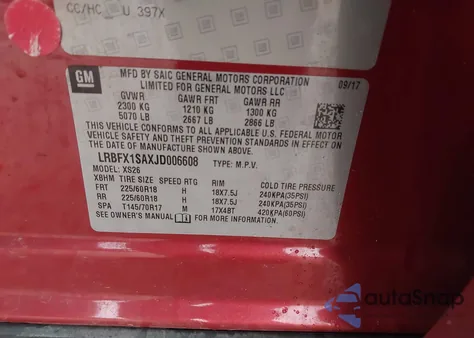 CC/HC U 397X
GM
MFD BY SAIC GENERAL MOTORS CORPORATION
LIMITED FOR GENERAL MOTORS LLC
09/17
GVWR GAWR FRT GAWR RR
2300 KG 1210 KG 1300 KG
5070 LB 2667 LB 2866 LB
THIS VEHICLE CONFORMS TO ALL APPLICABLE U.S. FEDERAL MOTOR
VEHICLE SAFETY AND THEFT PREVENTION STANDARDS IN EFFECT ON
THE DATE OF MANUFACTURE SHOWN ABOVE.
LRBFX1SAXJD006608 TYPE: M.P.V.
MODEL: XS26
XBHM TIRE SIZE SPEED RTG RIM COLD TIRE PRESSURE
FRT 225/60R18 H 18X7.5J 240KPA(35PSI)
RR 225/60R18 H 18X7.5J 240KPA(35PSI)
SPA T145/70R17 M 17X4BT 420KPA(60PSI)
SEE OWNER'S MANUAL FOR MORE INFORMATION.
autoSnap